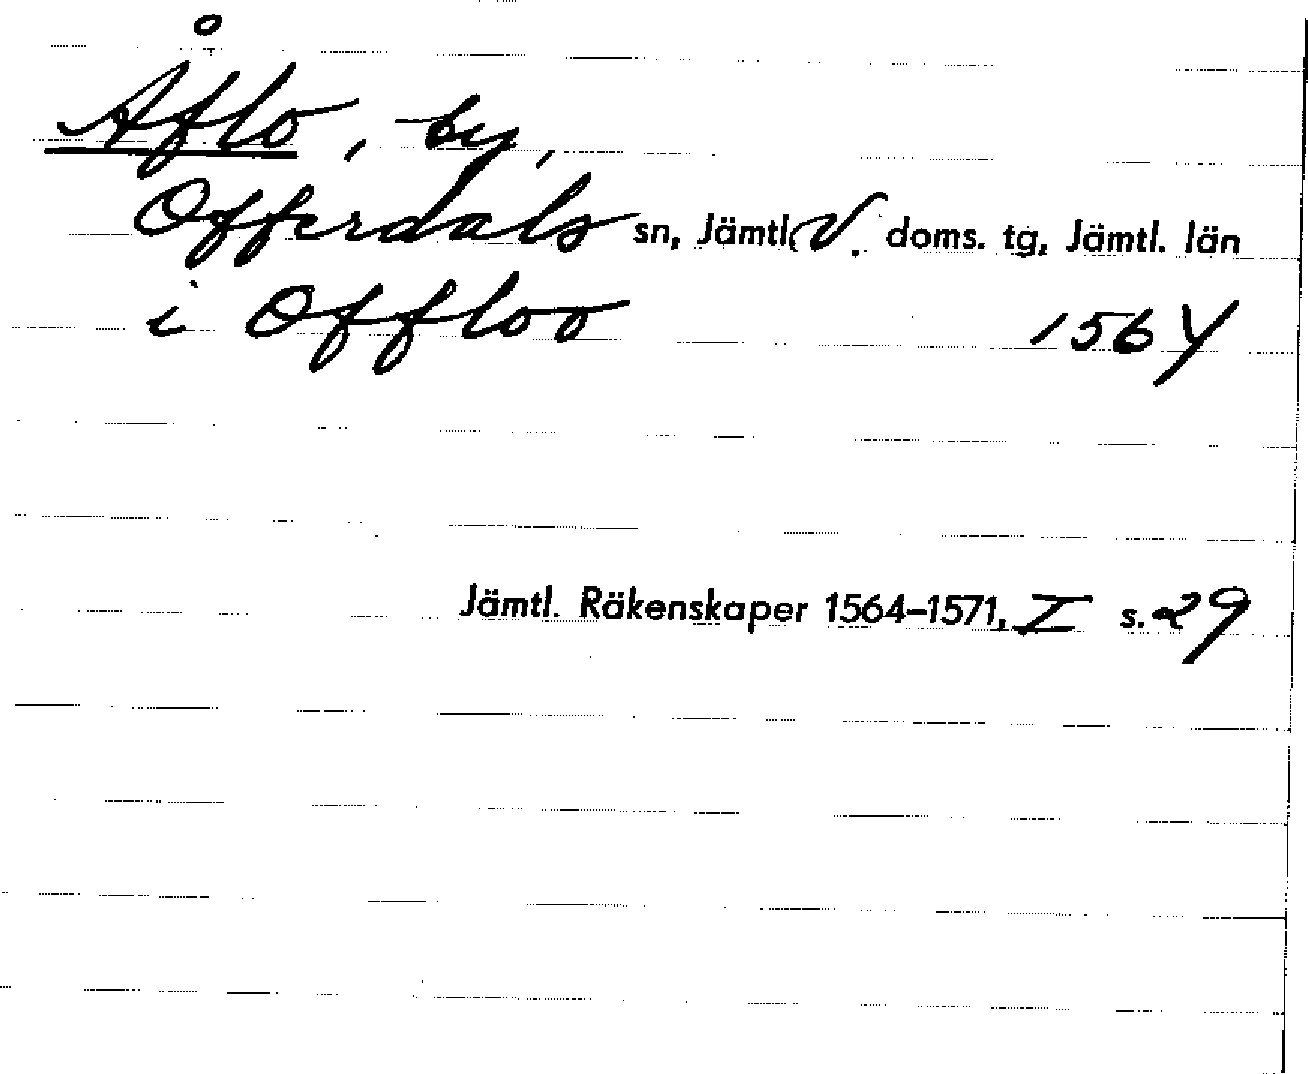 Åflo, by,
Offerdals sn, Jämtl. V. doms. tg, Jämtl. län
i Offloo 1564
Jämtl. Räkenskaper 1564–1571, I s. 29